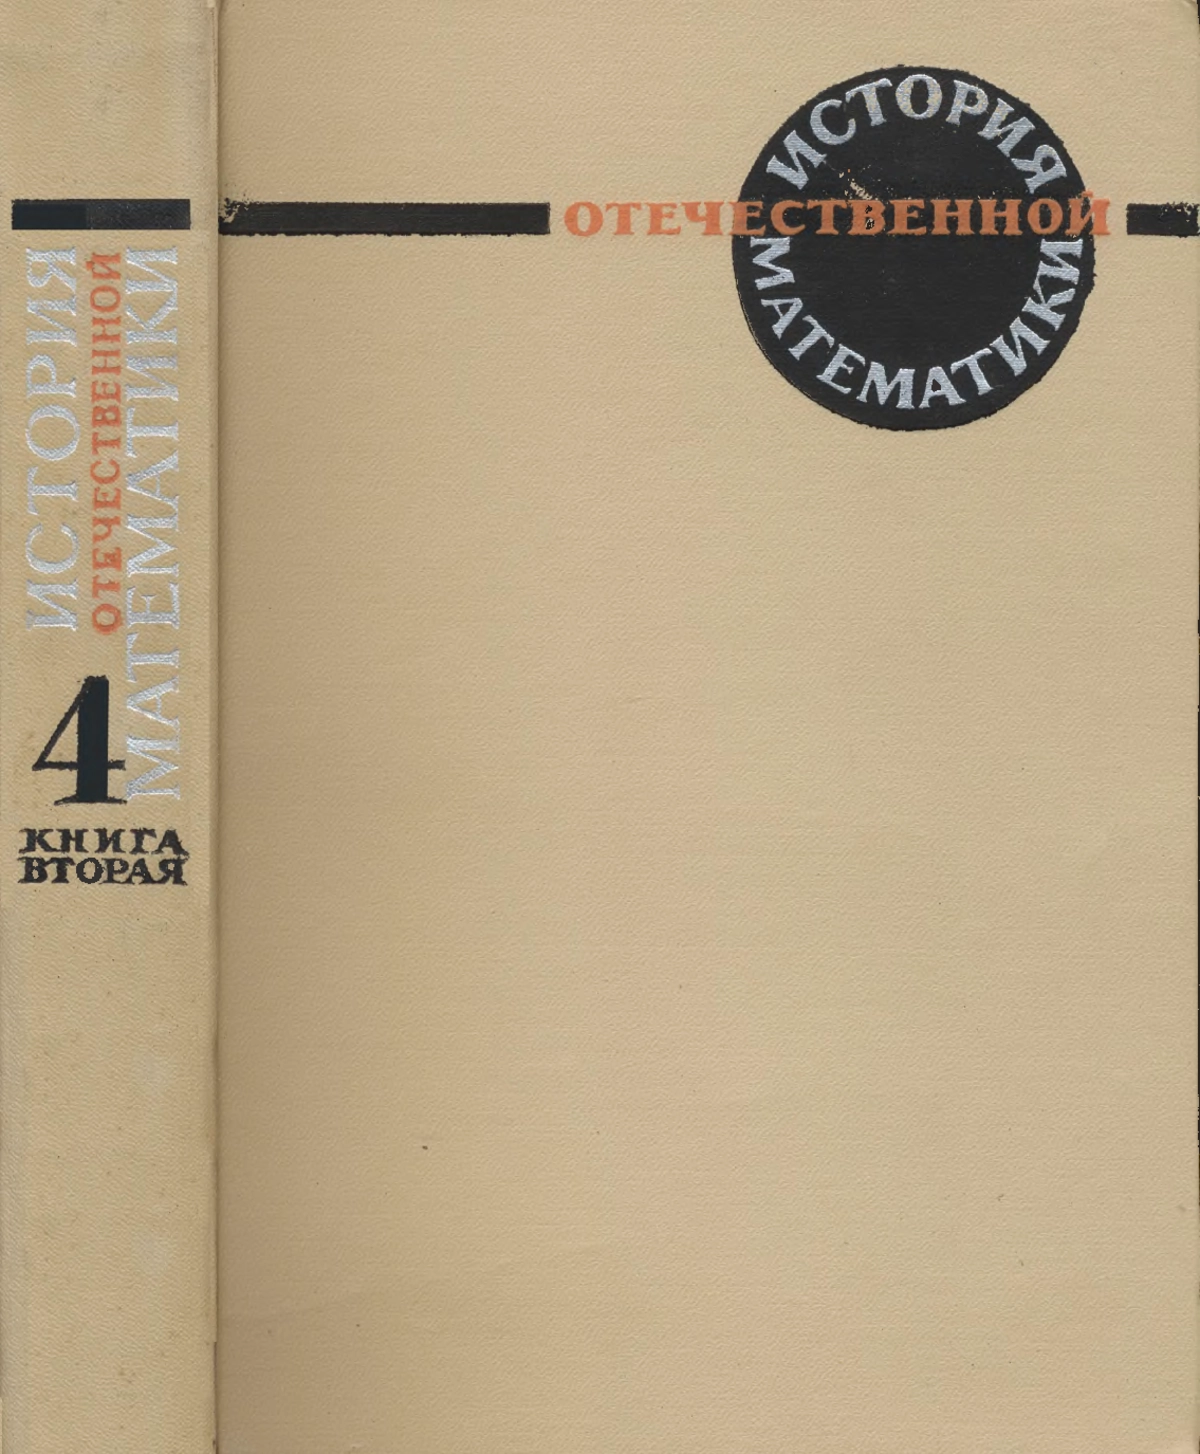 ИСТОРИЯ
ОТЕЧЕСТВЕННОЙ
МАТЕМАТИКИ
4
КНИГА
ВТОРАЯ
ИСТОРИЯ
ОТЕЧЕСТВЕННОЙ
МАТЕМАТИКИ